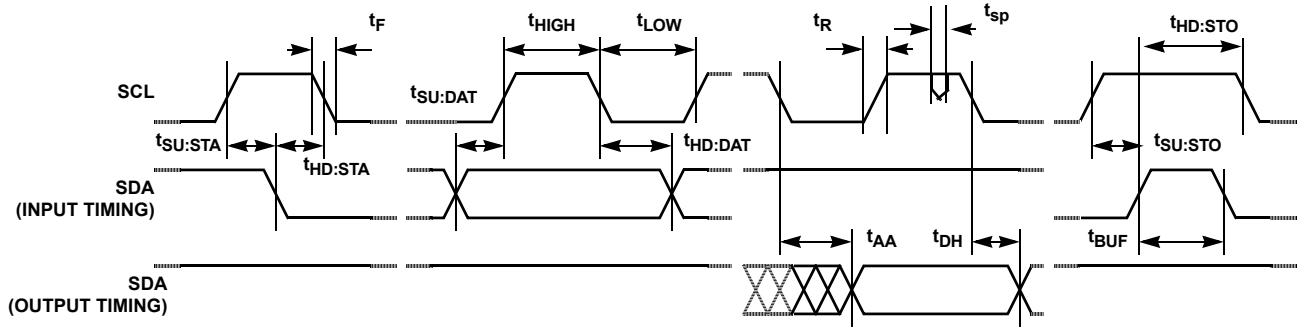 tF
tHIGH
tLOW
tR
tsp
tHD:STO
SCL
tSU:DAT
tSU:STA
tHD:STA
tHD:DAT
tSU:STO
SDA
(INPUT TIMING)
tAA
tDH
tBUF
SDA
(OUTPUT TIMING)